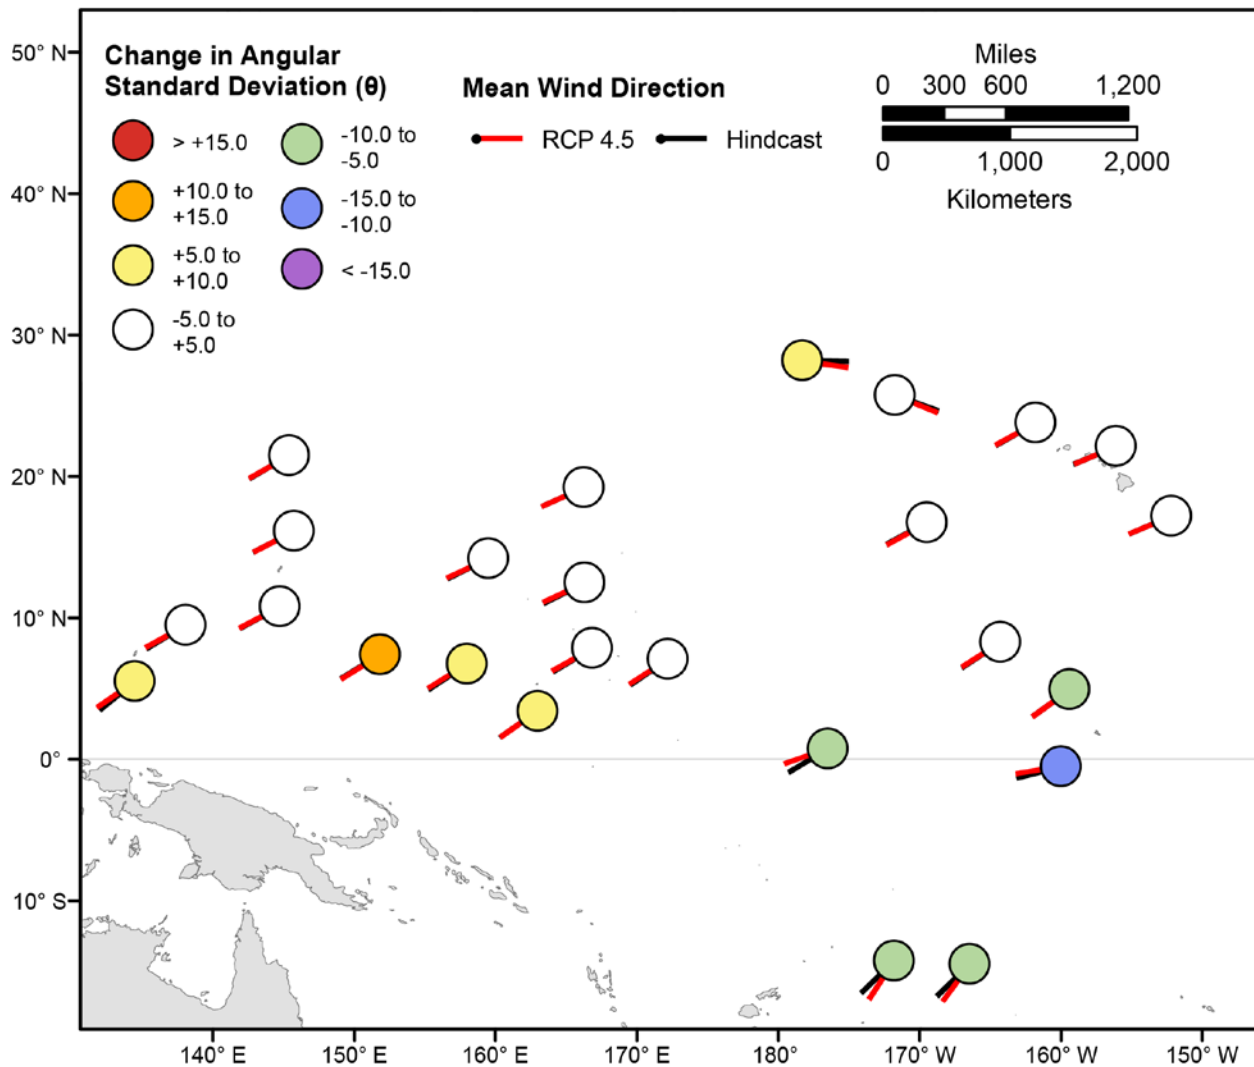 Change in Angular
Standard Deviation (θ)
> +15.0
+10.0 to
+15.0
+5.0 to
+10.0
-5.0 to
+5.0
-10.0 to
-5.0
-15.0 to
-10.0
< -15.0
Mean Wind Direction
RCP 4.5
Hindcast
Miles
0 300 600 1,200
0 1,000 2,000
Kilometers
50° N
40° N
30° N
20° N
10° N
0°
10° S
140° E 150° E 160° E 170° E 180° 170° W 160° W 150° W